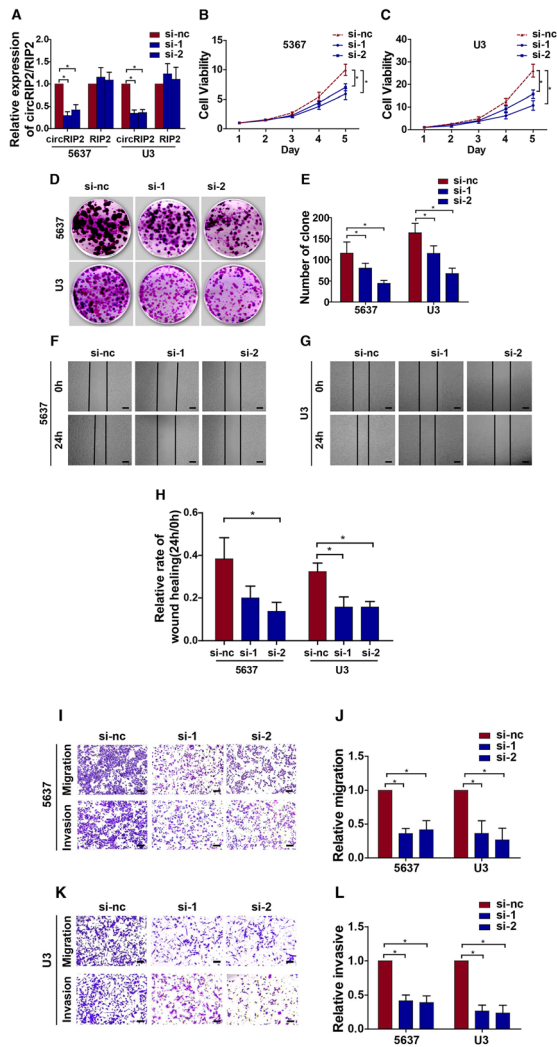 A
si-nc
si-1
si-2
Relative expression
of circRIP2/RIP2
1.5
1.0
0.5
0.0
* * * *
circRIP2 RIP2 circRIP2 RIP2
5637 U3
B
5367
si-nc
si-1
si-2
Cell Viability
15
10
5
0
* *
1 2 3 4 5
Day
C
U3
si-nc
si-1
si-2
Cell Viability
40
30
20
10
0
* *
1 2 3 4 5
Day
D
si-nc si-1 si-2
5637
U3
E
si-nc
si-1
si-2
Number of clone
200
150
100
50
0
* * * *
5637 U3
F
si-nc si-1 si-2
5637
0h
24h
G
si-nc si-1 si-2
U3
0h
24h
H
Relative rate of
wound healing(24h/0h)
0.6
0.4
0.2
0.0
* * *
si-nc si-1 si-2 si-nc si-1 si-2
5637 U3
I
si-nc si-1 si-2
5637
Migration
Invasion
J
si-nc
si-1
si-2
Relative migration
1.5
1.0
0.5
0.0
* * * *
5637 U3
K
si-nc si-1 si-2
U3
Migration
Invasion
L
si-nc
si-1
si-2
Relative invasive
1.5
1.0
0.5
0.0
* * * *
5637 U3